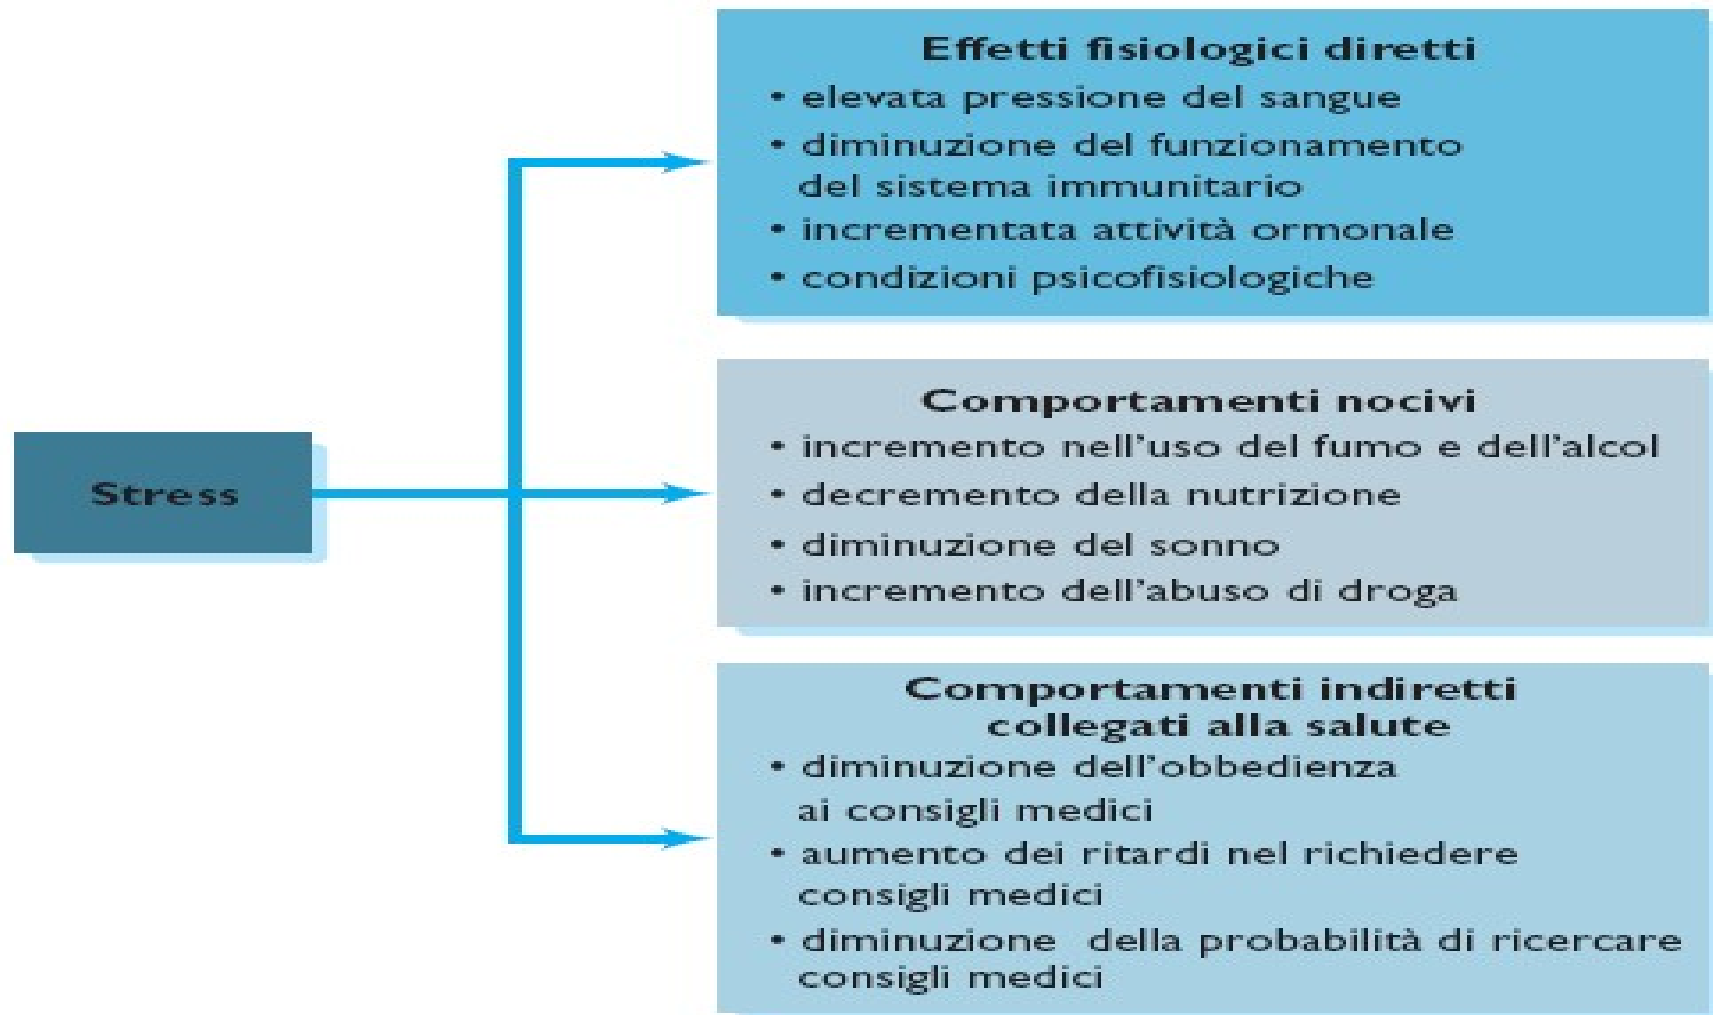 Effetti fisiologici diretti
• elevata pressione del sangue
• diminuzione del funzionamento
del sistema immunitario
• incrementata attività ormonale
• condizioni psicofisiologiche
Stress
Comportamenti nocivi
• incremento nell'uso del fumo e dell'alcol
• decremento della nutrizione
• diminuzione del sonno
• incremento dell'abuso di droga
Comportamenti indiretti
collegati alla salute
• diminuzione dell'obbedienza
ai consigli medici
• aumento dei ritardi nel richiedere
consigli medici
• diminuzione della probabilità di ricercare
consigli medici